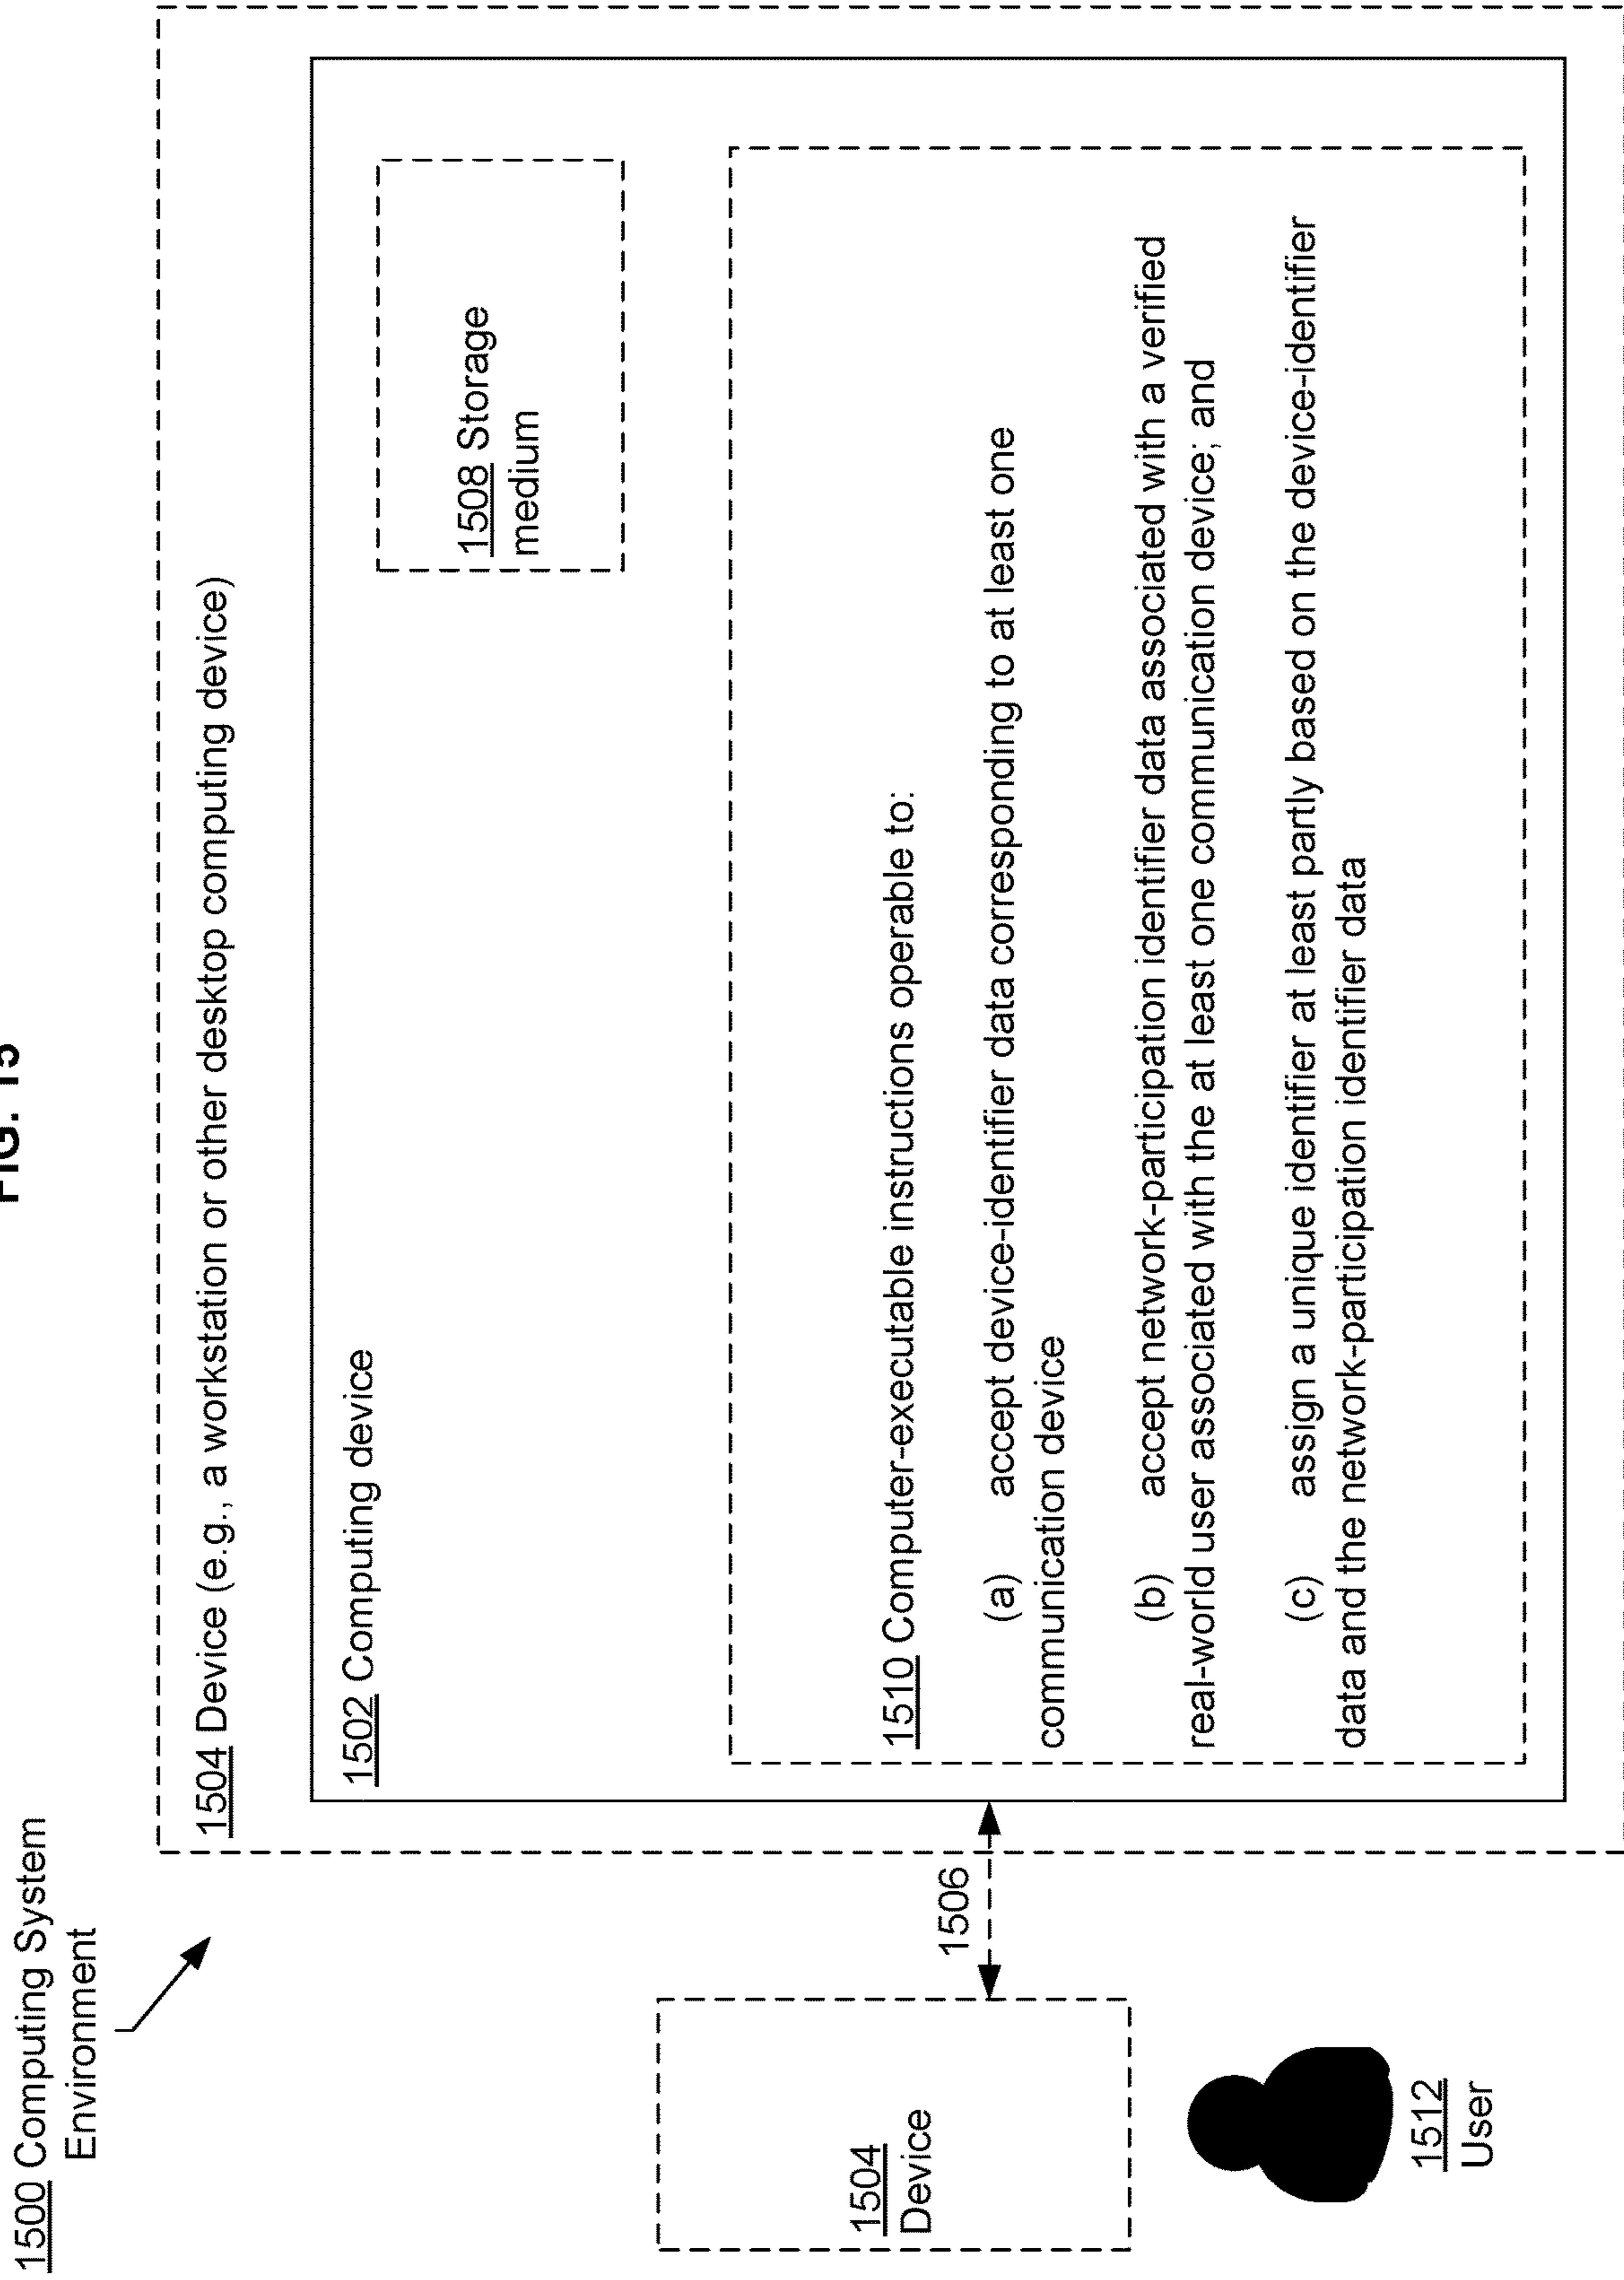 FIG. 15
1500 Computing System
Environment
1504 Device (e.g., a workstation or other desktop computing device)
1502 Computing device
1508 Storage
medium
1510 Computer-executable instructions operable to:
(a) accept device-identifier data corresponding to at least one
communication device
(b) accept network-participation identifier data associated with a verified
real-world user associated with the at least one communication device; and
(c) assign a unique identifier at least partly based on the device-identifier
data and the network-participation identifier data
1506
1504
Device
1512
User